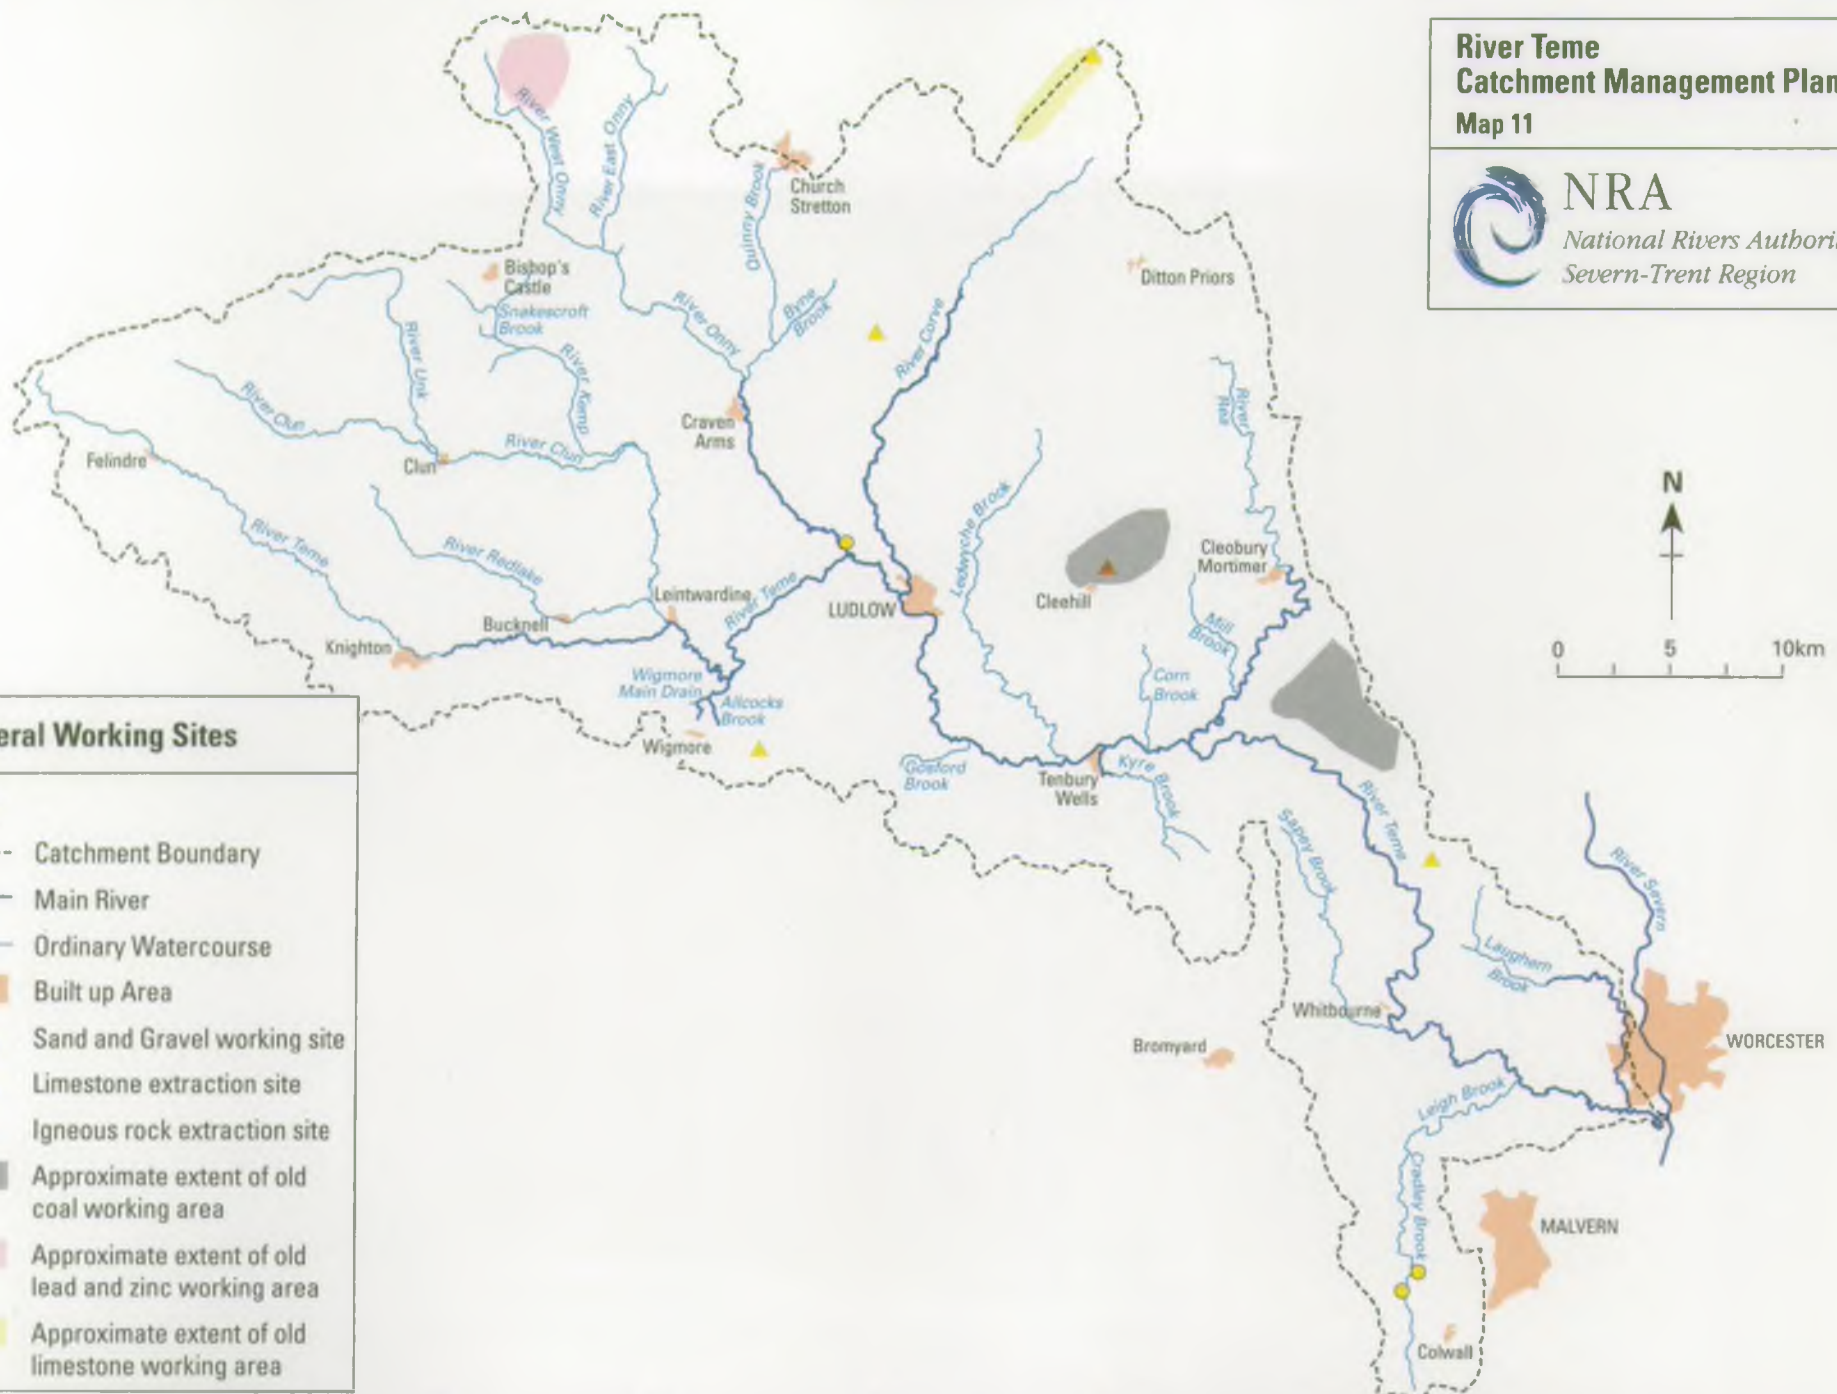 River Teme
Catchment Management Plan
Map 11
NRA
National Rivers Authori
Severn-Trent Region
River West Onny
River East Onny
Church
Stretton
Quinny Brook
Bishop's
Castle
Snakescroft
Brook
Byne
Brook
River Onny
River Corve
Ditton Priors
River Unk
River Kemp
River Clun
River Clun
Craven
Arms
River
Rea
Felindre
Clun
Ledwyche Brook
N
River Teme
River Redlake
Cleobury
Mortimer
Leintwardine
River Teme
LUDLOW
Cleehill
Bucknell
Knighton
Mill
Brook
0 5 10km
Wigmore
Main Drain
Allcocks
Brook
Corn
Brook
Wigmore
Gosford
Brook
Tenbury
Wells
Kyre Brook
River Teme
Sapey Brook
River Severn
Laughern
Brook
Whitbourne
Bromyard
WORCESTER
Leigh Brook
Cradley Brook
MALVERN
Colwall
eral Working Sites
Catchment Boundary
Main River
Ordinary Watercourse
Built up Area
Sand and Gravel working site
Limestone extraction site
Igneous rock extraction site
Approximate extent of old
coal working area
Approximate extent of old
lead and zinc working area
Approximate extent of old
limestone working area